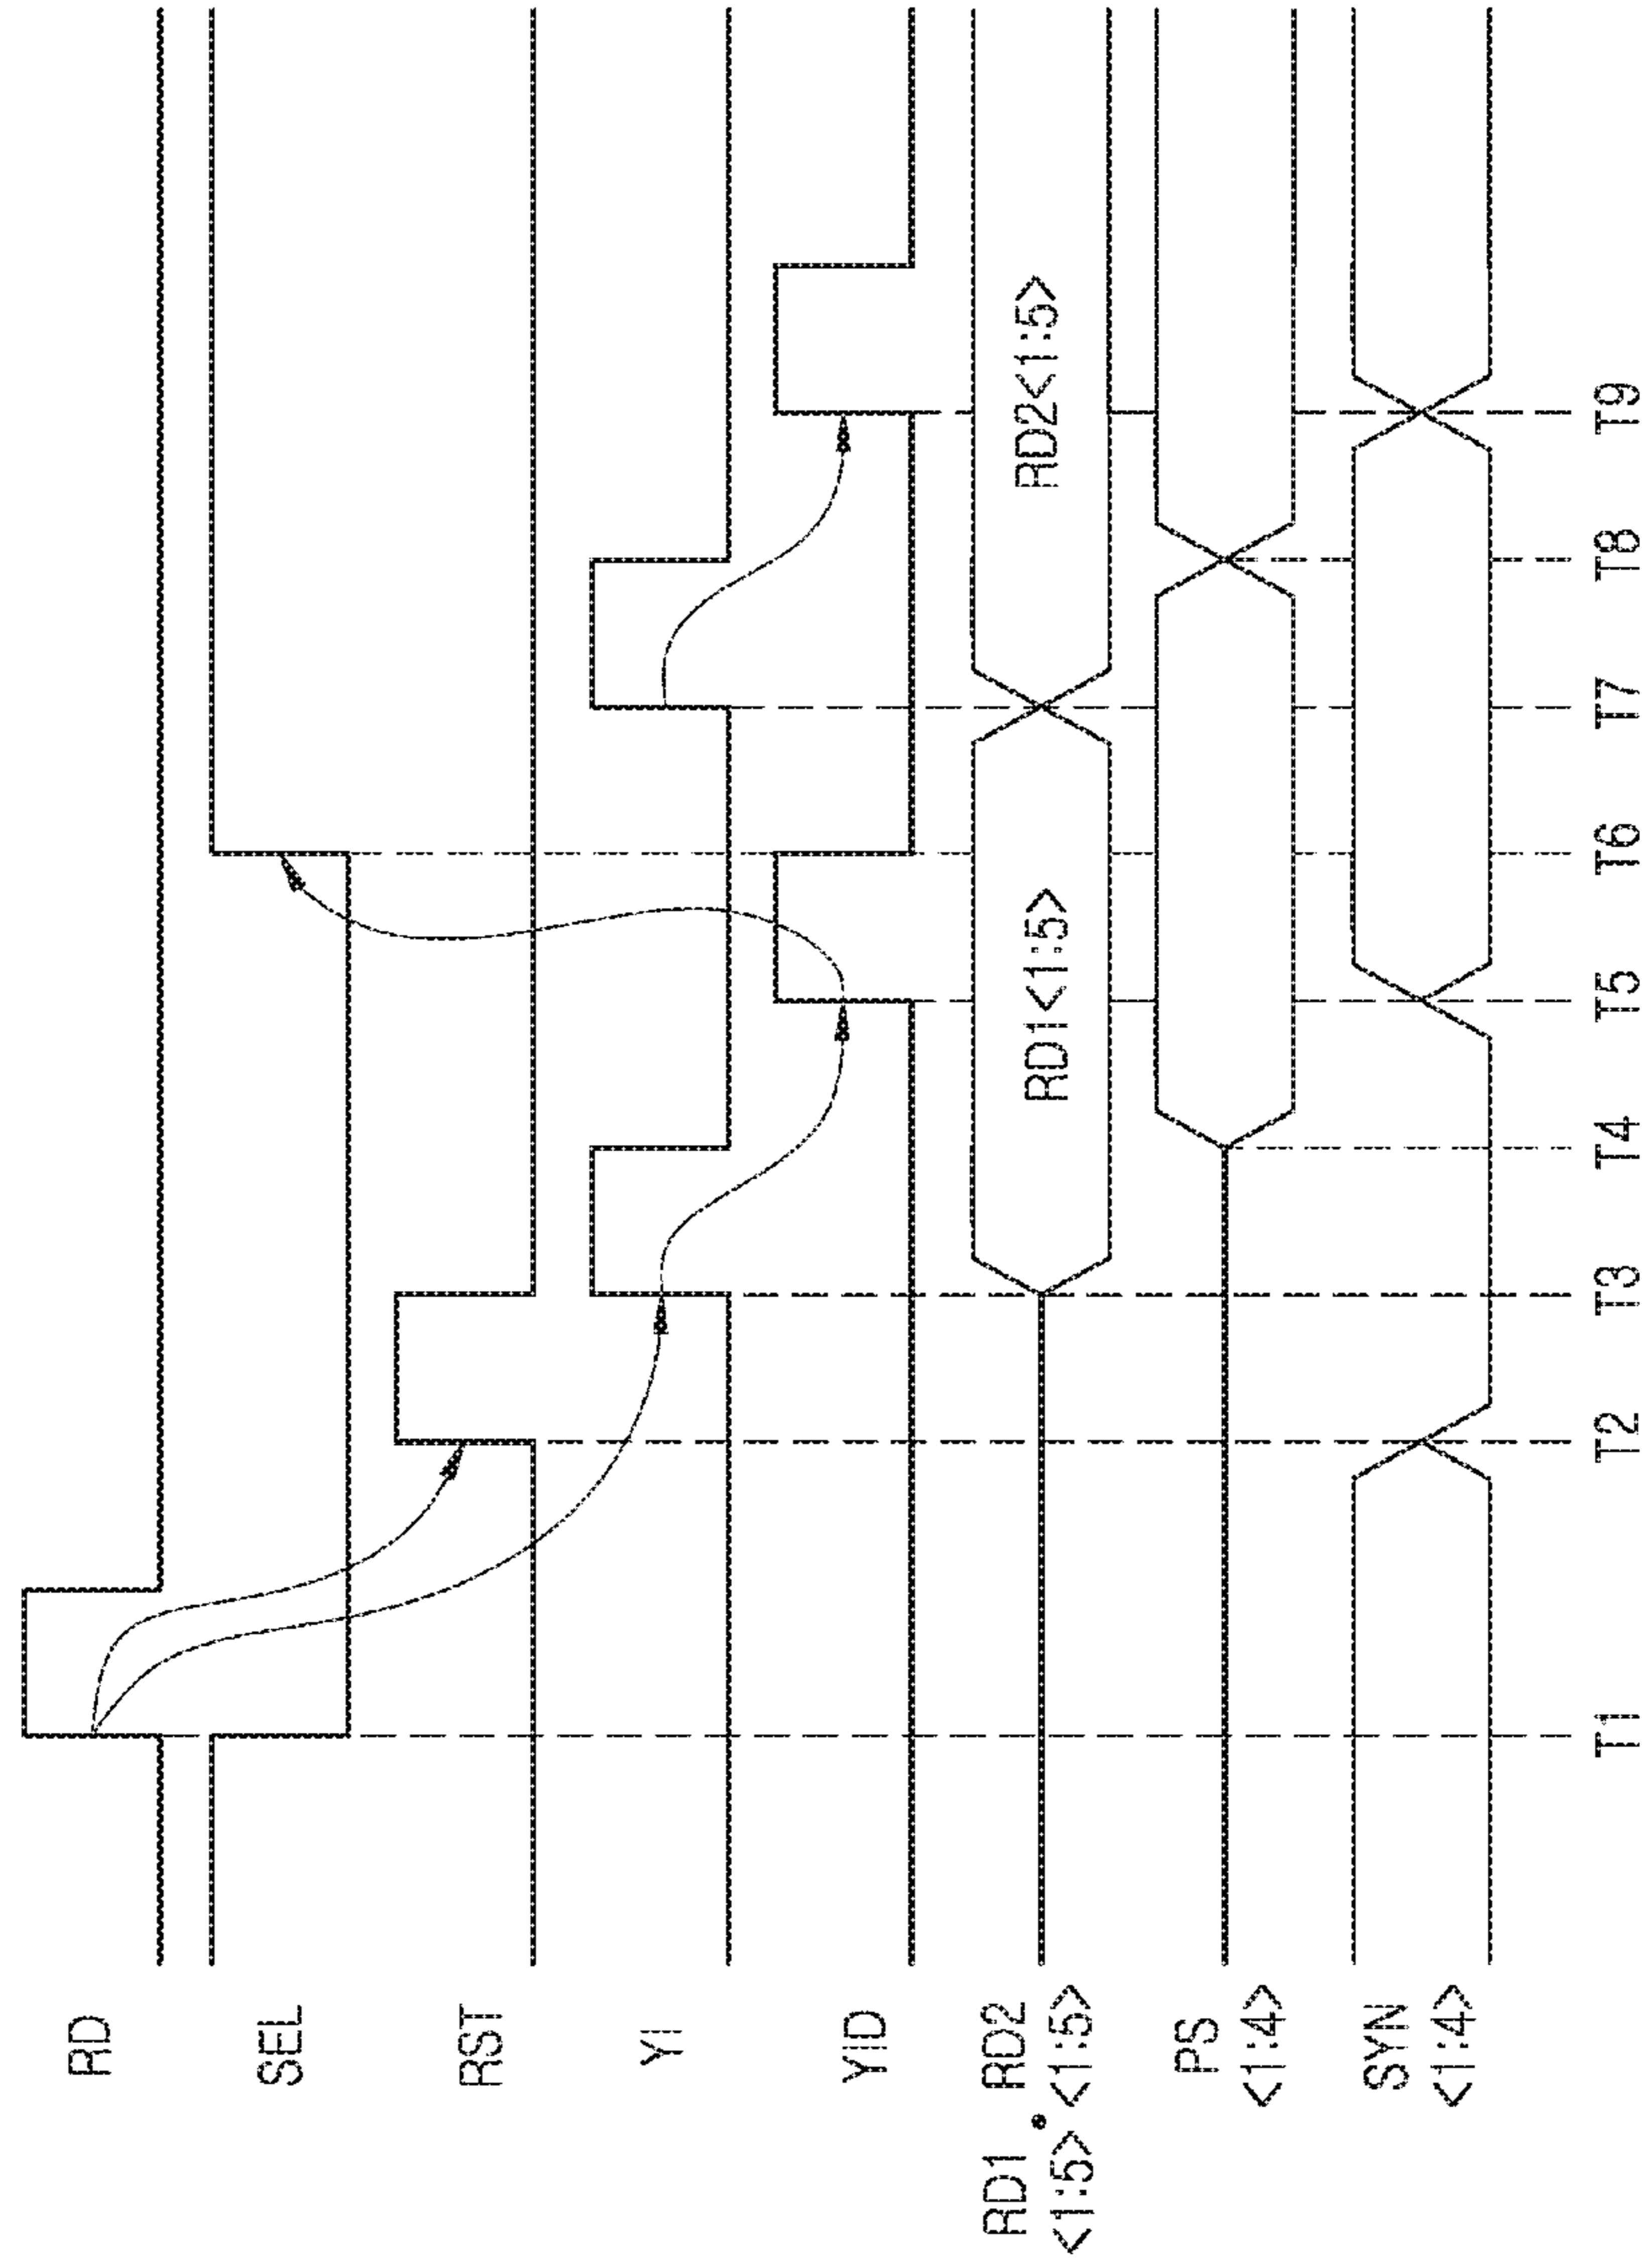 RD
SEL
RST
YI
YID
RD1 RD2
<1:5>, <1:5>
RD1<1:5>
RD2<1:5>
PS
<1:4>
SYN
<1:4>
T1 T2 T3 T4 T5 T6 T7 T8 T9